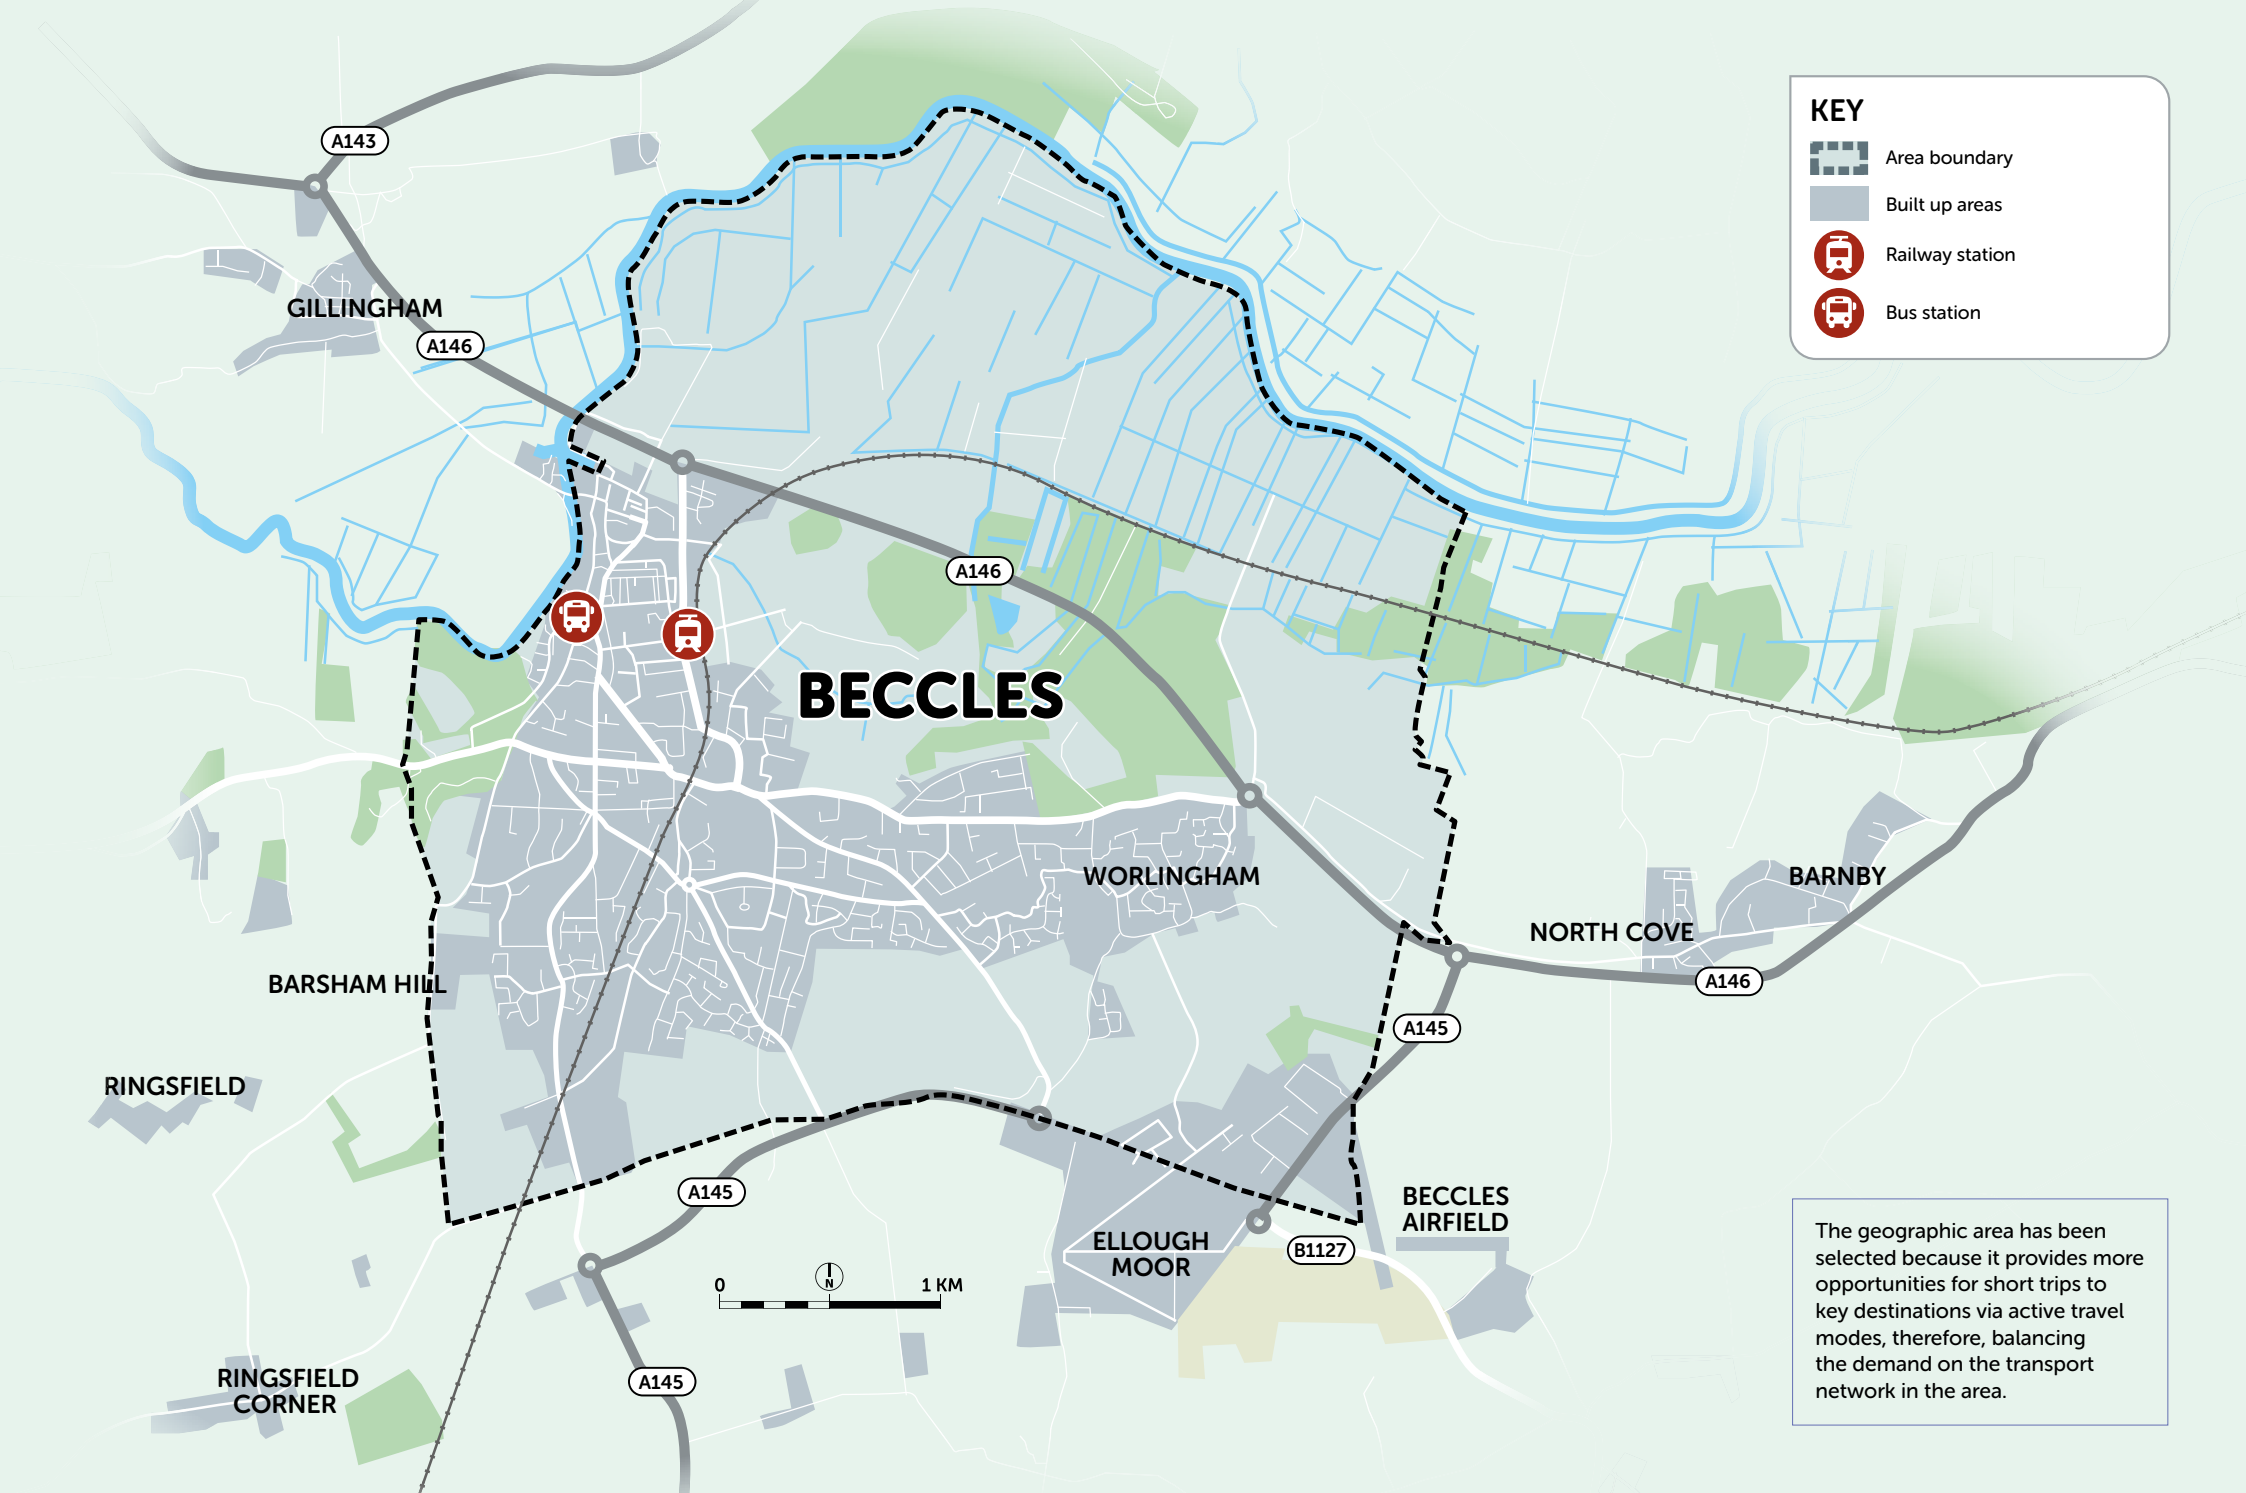 KEY
Area boundary
Built up areas
Railway station
Bus station
A143
GILLINGHAM
A146
A146
BECCLES
WORLINGHAM
BARNBY
NORTH COVE
A146
BARSHAM HILL
A145
RINGSFIELD
A145
BECCLES
AIRFIELD
ELLOUGH
MOOR
B1127
0
N
1 KM
RINGSFIELD
CORNER
A145
The geographic area has been
selected because it provides more
opportunities for short trips to
key destinations via active travel
modes, therefore, balancing
the demand on the transport
network in the area.